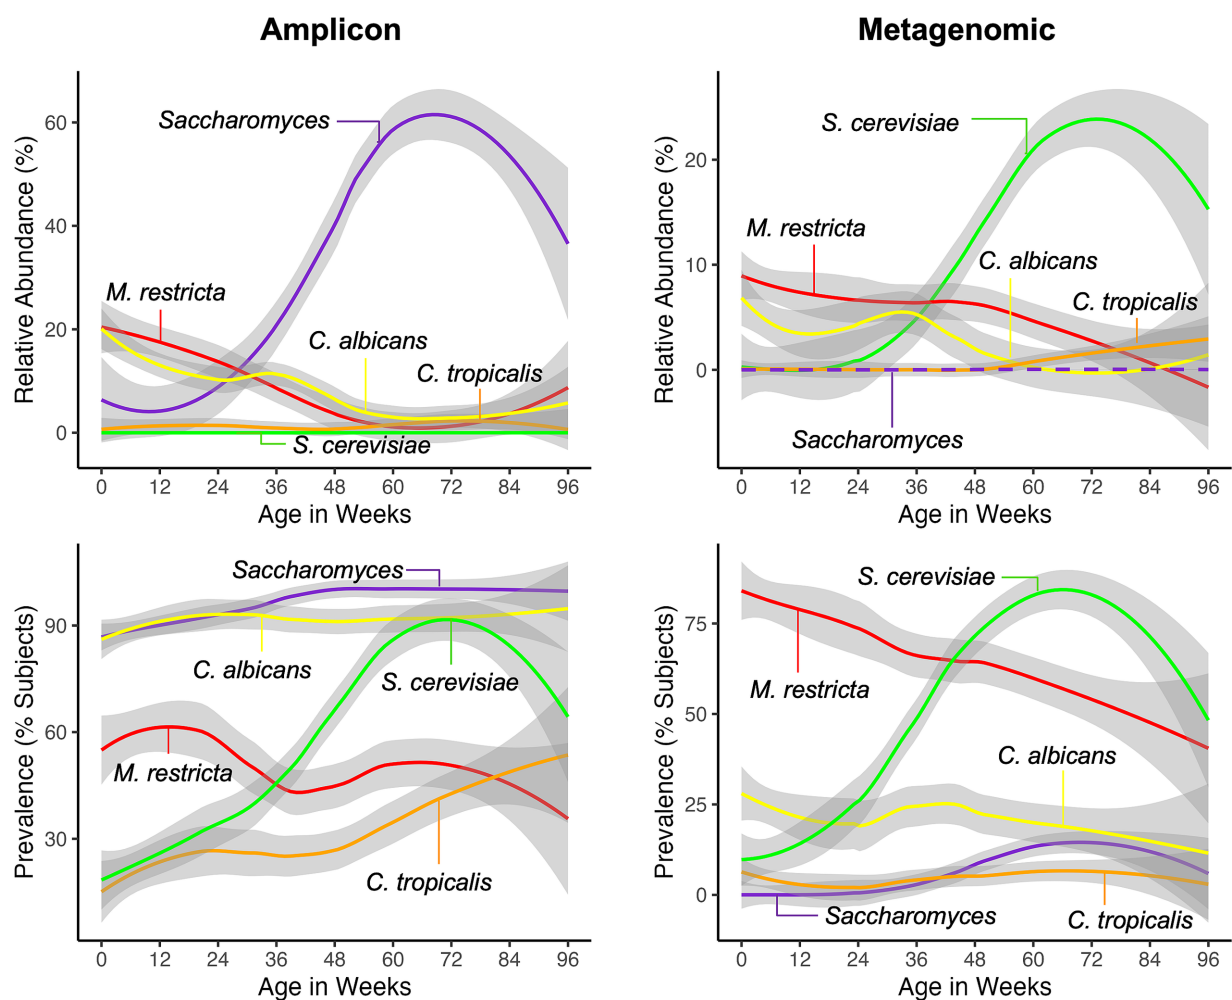 Amplicon
Metagenomic
Relative Abundance (%)
60
40
20
0
Saccharomyces
M. restricta
C. albicans
C. tropicalis
S. cerevisiae
0 12 24 36 48 60 72 84 96
Age in Weeks
Relative Abundance (%)
20
10
0
S. cerevisiae
M. restricta
C. albicans
C. tropicalis
Saccharomyces
0 12 24 36 48 60 72 84 96
Age in Weeks
Prevalence (% Subjects)
90
60
30
Saccharomyces
C. albicans
S. cerevisiae
M. restricta
C. tropicalis
0 12 24 36 48 60 72 84 96
Age in Weeks
Prevalence (% Subjects)
75
50
25
0
S. cerevisiae
M. restricta
C. albicans
Saccharomyces
C. tropicalis
0 12 24 36 48 60 72 84 96
Age in Weeks